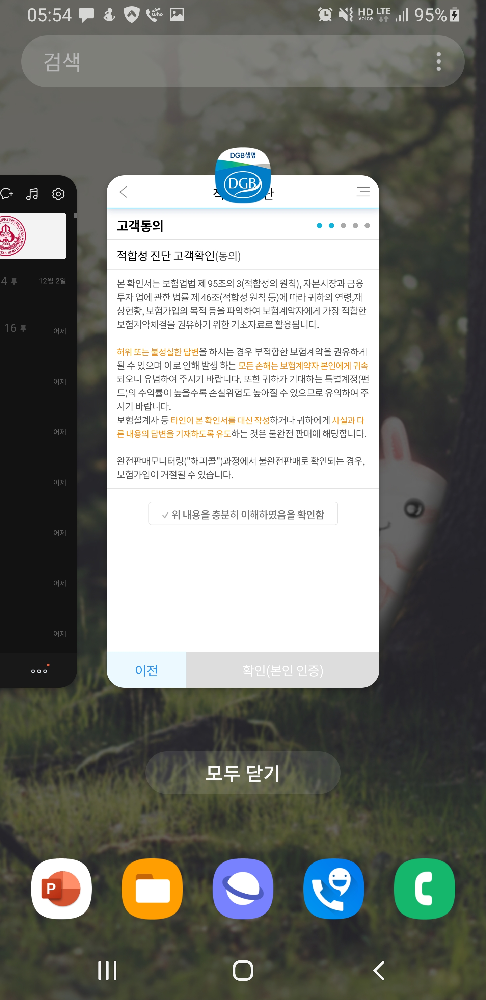 05:54
who
who
HD
voice
LTE
95%
검색
DGB생명
DGB
단
고객동의
적합성 진단 고객확인(동의)
본 확인서는 보험업법 제 95조의 3(적합성의 원칙), 자본시장과 금융
투자 업에 관한 법률 제 46조(적합성 원칙 등)에 따라 귀하의 연령,재
상현황, 보험가입의 목적 등을 파악하여 보험계약자에게 가장 적합한
보험계약체결을 권유하기 위한 기초자료로 활용됩니다.
허위 또는 불성실한 답변을 하시는 경우 부적합한 보험계약을 권유하게
될 수 있으며 이로 인해 발생 하는 모든 손해는 보험계약자 본인에게 귀속
되오니 유념하여 주시기 바랍니다. 또한 귀하가 기대하는 특별계정(펀
드)의 수익률이 높을수록 손실위험도 높아질 수 있으므로 유의하여 주
시기 바랍니다.
보험설계사 등 타인이 본 확인서를 대신 작성하거나 귀하에게 사실과 다
른 내용의 답변을 기재하도록 유도하는 것은 불완전 판매에 해당합니다.
완전판매모니터링("해피콜")과정에서 불완전판매로 확인되는 경우,
보험가입이 거절될 수 있습니다.
위 내용을 충분히 이해하였음을 확인함
이전
확인(본인 인증)
2000
4
12월 2일
16
어제
어제
어제
어제
어제
어제
어제
모두 닫기
P